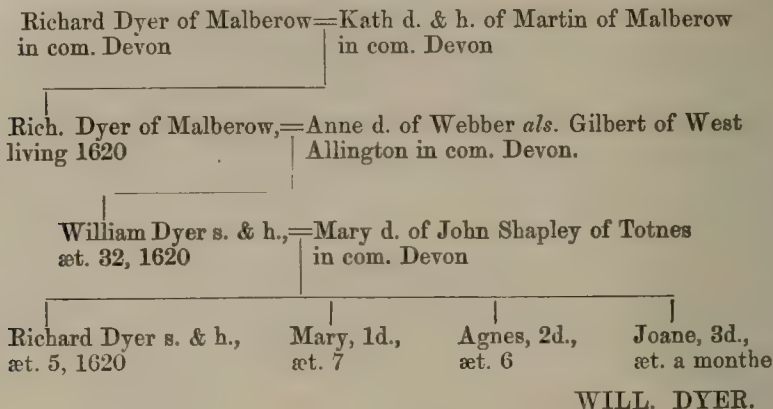 Richard Dyer of Malberow=Kath d. & h. of Martin of Malberow
in com. Devon in com. Devon
Rich. Dyer of Malberow,=Anne d. of Webber als. Gilbert of West
living 1620 Allington in com. Devon.
William Dyer s. & h.,=Mary d. of John Shapley of Totnes
æt. 32, 1620 in com. Devon
Richard Dyer s. & h., Mary, 1d., Agnes, 2d., Joane, 3d.,
æt. 5, 1620 æt. 7 æt. 6 æt. a monthe
WILL. DYER.